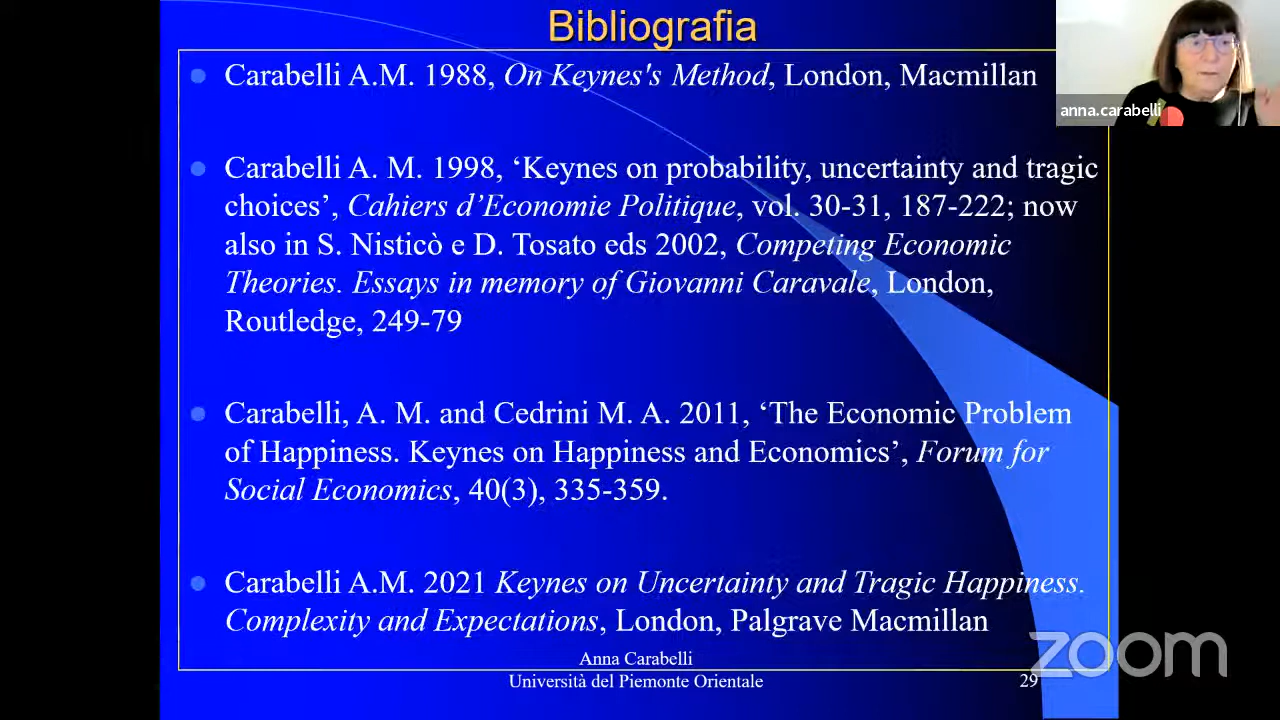 Bibliografia
Carabelli A.M. 1988, On Keynes's Method, London, Macmillan
Carabelli A. M. 1998, ‘Keynes on probability, uncertainty and tragic
choices’, Cahiers d’Economie Politique, vol. 30-31, 187-222; now
also in S. Nisticò e D. Tosato eds 2002, Competing Economic
Theories. Essays in memory of Giovanni Caravale, London,
Routledge, 249-79
Carabelli, A. M. and Cedrini M. A. 2011, ‘The Economic Problem
of Happiness. Keynes on Happiness and Economics’, Forum for
Social Economics, 40(3), 335-359.
Carabelli A.M. 2021 Keynes on Uncertainty and Tragic Happiness.
Complexity and Expectations, London, Palgrave Macmillan
Anna Carabelli
Università del Piemonte Orientale
29
anna.carabelli
zoom